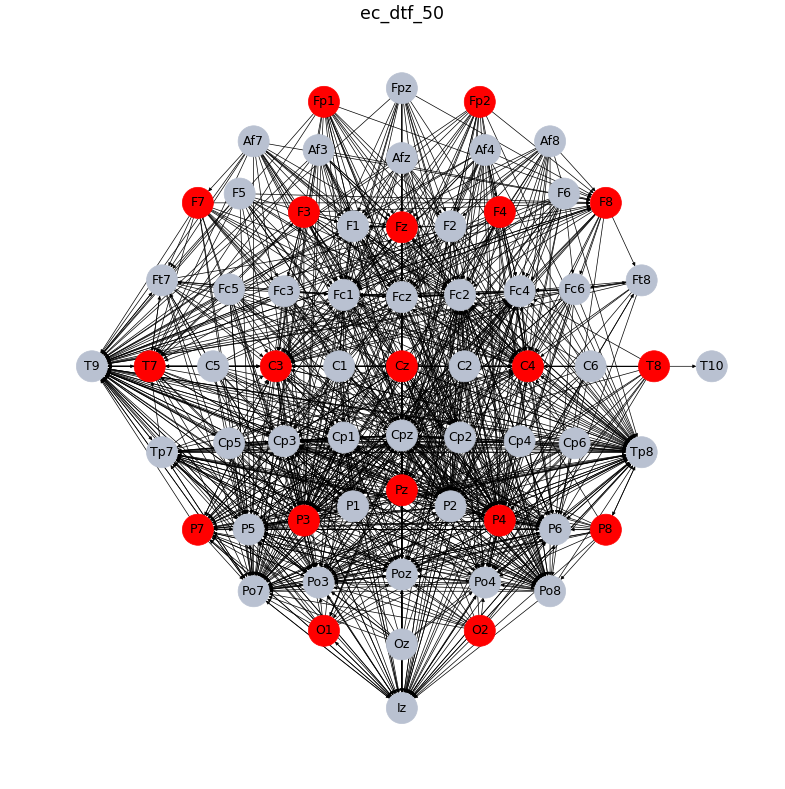 ec_dtf_50
Fpz
Fp1 Fp2
Af7 Af8
Af3 Afz Af4
F5 F6
F7 F8
F3 F4
F1 Fz F2
Ft7 Ft8
Fc5 Fc3 Fc1 Fcz Fc2 Fc4 Fc6
T9 T7 C5 C3 C1 Cz C2 C4 C6 T8 T10
Cp5 Cp3 Cp1 Cpz Cp2 Cp4 Cp6
Tp7 Tp8
Pz
P1 P2
P3 P4
P7 P5 P6 P8
Po7 Po3 Poz Po4 Po8
O1 O2
Oz
Iz